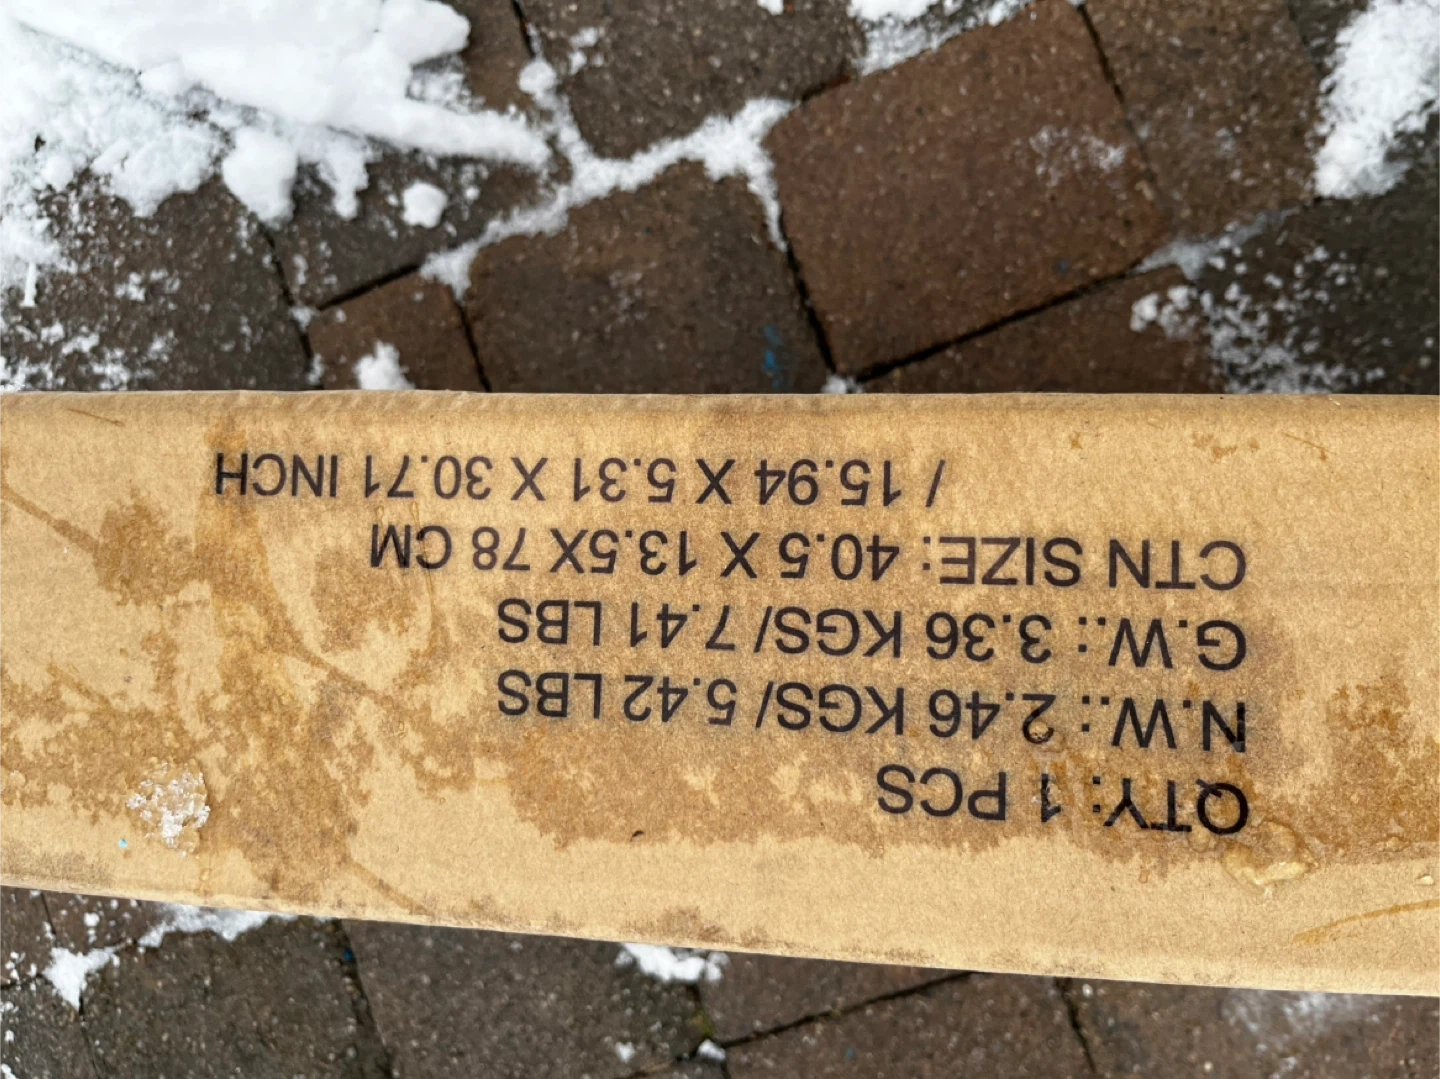 QTY: 1 PCS
N.W.: 2.46 KGS/ 5.42 LBS
G.W.: 3.36 KGS/ 7.41 LBS
CTN SIZE: 40.5 X 13.5X 78 CM
/ 15.94 X 5.31 X 30.71 INCH